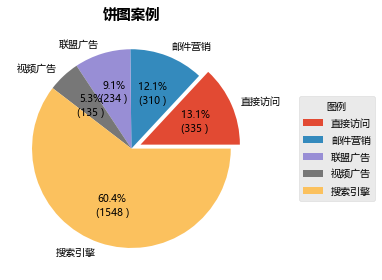 饼图案例
联盟广告
邮件营销
视频广告
直接访问
9.1%
(234 )
12.1%
(310 )
5.3%
(135 )
13.1%
(335 )
60.4%
(1548 )
搜索引擎
图例
直接访问
邮件营销
联盟广告
视频广告
搜索引擎